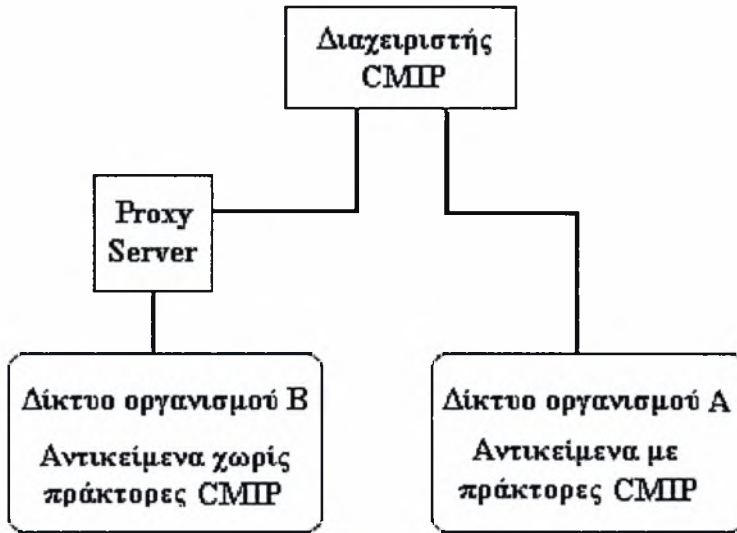 Διαχειριστής
CMIP
Proxy
Server
Δίκτυο οργανισμού Β
Αντικείμενα χωρίς
πράκτορες CMIP
Δίκτυο οργανισμού Α
Αντικείμενα με
πράκτορες CMIP